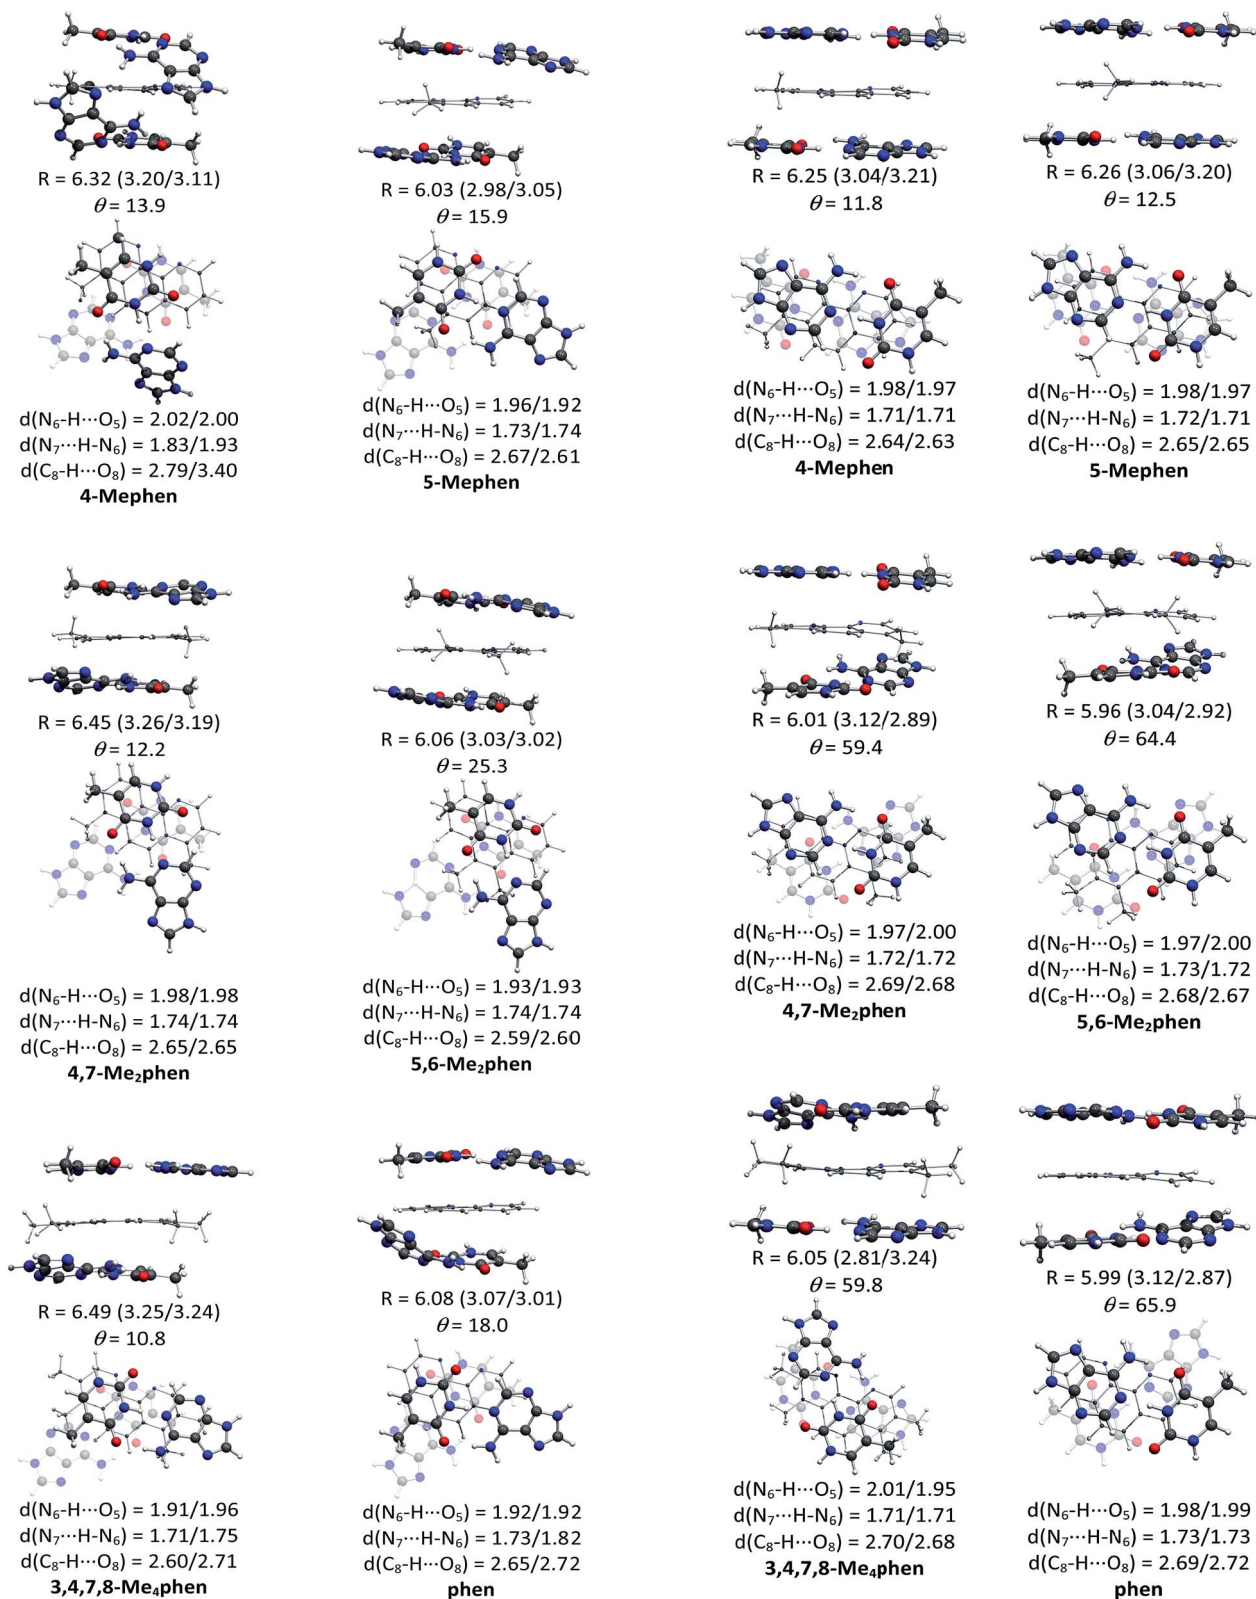 R = 6.32 (3.20/3.11)
θ = 13.9
d(N₆-H···O₅) = 2.02/2.00
d(N₇···H-N₆) = 1.83/1.93
d(C₈-H···O₈) = 2.79/3.40
4-Mephen
R = 6.03 (2.98/3.05)
θ = 15.9
d(N₆-H···O₅) = 1.96/1.92
d(N₇···H-N₆) = 1.73/1.74
d(C₈-H···O₈) = 2.67/2.61
5-Mephen
R = 6.25 (3.04/3.21)
θ = 11.8
d(N₆-H···O₅) = 1.98/1.97
d(N₇···H-N₆) = 1.71/1.71
d(C₈-H···O₈) = 2.64/2.63
4-Mephen
R = 6.26 (3.06/3.20)
θ = 12.5
d(N₆-H···O₅) = 1.98/1.97
d(N₇···H-N₆) = 1.72/1.71
d(C₈-H···O₈) = 2.65/2.65
5-Mephen
R = 6.45 (3.26/3.19)
θ = 12.2
d(N₆-H···O₅) = 1.98/1.98
d(N₇···H-N₆) = 1.74/1.74
d(C₈-H···O₈) = 2.65/2.65
4,7-Me₂phen
R = 6.06 (3.03/3.02)
θ = 25.3
d(N₆-H···O₅) = 1.93/1.93
d(N₇···H-N₆) = 1.74/1.74
d(C₈-H···O₈) = 2.59/2.60
5,6-Me₂phen
R = 6.01 (3.12/2.89)
θ = 59.4
d(N₆-H···O₅) = 1.97/2.00
d(N₇···H-N₆) = 1.72/1.72
d(C₈-H···O₈) = 2.69/2.68
4,7-Me₂phen
R = 5.96 (3.04/2.92)
θ = 64.4
d(N₆-H···O₅) = 1.97/2.00
d(N₇···H-N₆) = 1.73/1.72
d(C₈-H···O₈) = 2.68/2.67
5,6-Me₂phen
R = 6.49 (3.25/3.24)
θ = 10.8
d(N₆-H···O₅) = 1.91/1.96
d(N₇···H-N₆) = 1.71/1.75
d(C₈-H···O₈) = 2.60/2.71
3,4,7,8-Me₄phen
R = 6.08 (3.07/3.01)
θ = 18.0
d(N₆-H···O₅) = 1.92/1.92
d(N₇···H-N₆) = 1.73/1.82
d(C₈-H···O₈) = 2.65/2.72
phen
R = 6.05 (2.81/3.24)
θ = 59.8
d(N₆-H···O₅) = 2.01/1.95
d(N₇···H-N₆) = 1.71/1.71
d(C₈-H···O₈) = 2.70/2.68
3,4,7,8-Me₄phen
R = 5.99 (3.12/2.87)
θ = 65.9
d(N₆-H···O₅) = 1.98/1.99
d(N₇···H-N₆) = 1.73/1.73
d(C₈-H···O₈) = 2.69/2.72
phen